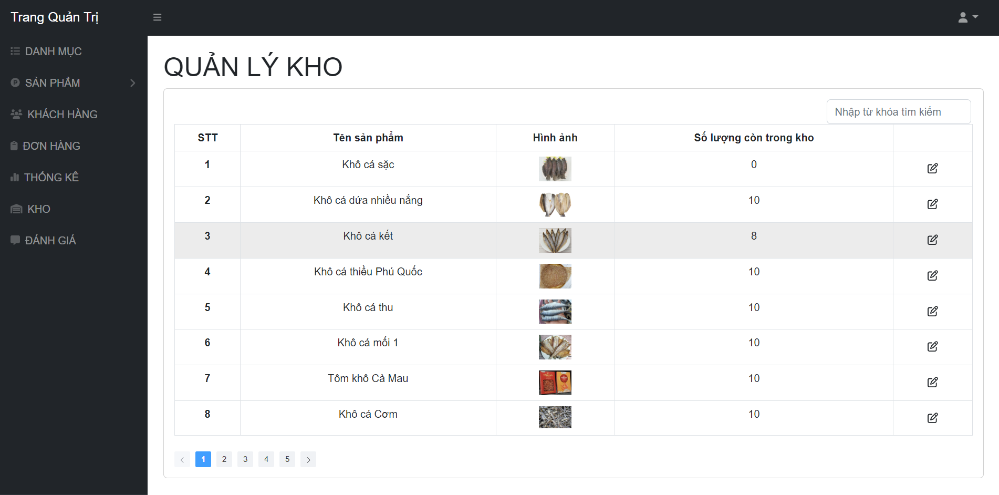 Trang Quản Trị
DANH MỤC
SẢN PHẨM
KHÁCH HÀNG
ĐƠN HÀNG
THỐNG KÊ
KHO
ĐÁNH GIÁ
QUẢN LÝ KHO
Nhập từ khóa tìm kiếm
STT Tên sản phẩm Hình ảnh Số lượng còn trong kho
1 Khô cá sặc 0
2 Khô cá dứa nhiều nắng 10
3 Khô cá kết 8
4 Khô cá thiều Phú Quốc 10
5 Khô cá thu 10
6 Khô cá mối 1 10
7 Tôm khô Cà Mau 10
8 Khô cá Cơm 10
1 2 3 4 5